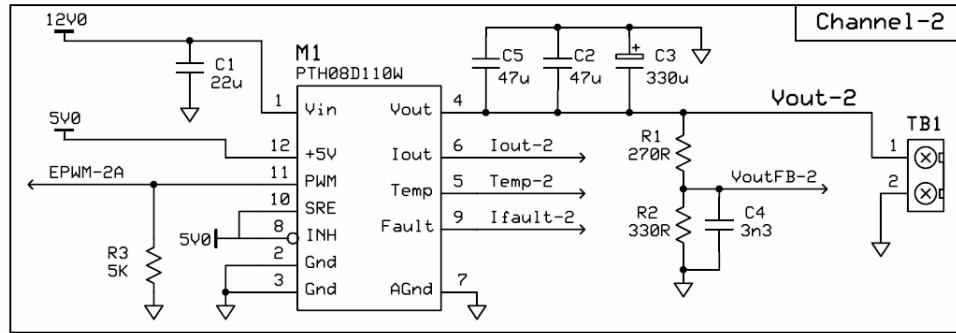 Channel-2
12V0
C1
22u
M1
PTH08D110W
C5
47u
C2
47u
C3
330u
+
1
Vin
Vout
4
Vout-2
5V0
12
+5V
Iout
6
Iout-2
R1
270R
TB1
1
2
EPWM-2A
11
PWM
Temp
5
Temp-2
VoutFB-2
10
SRE
8
INH
5V0
Fault
9
Ifault-2
R2
330R
C4
3n3
R3
5K
2
Gnd
3
Gnd
AGnd
7